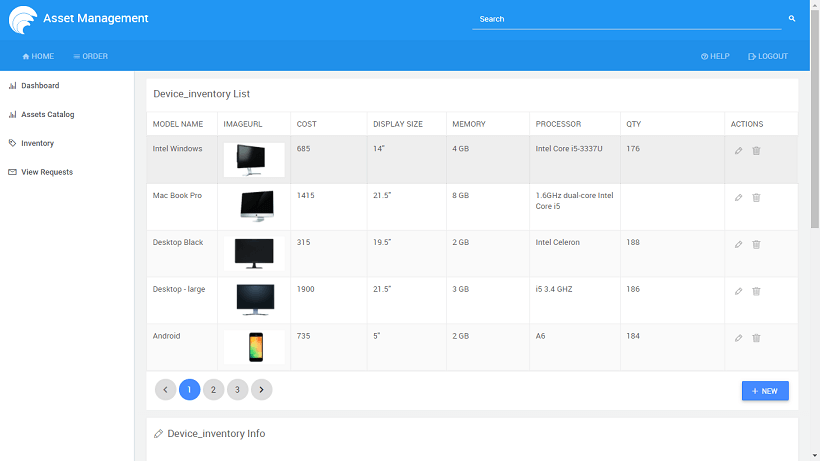 Asset Management
Search
HOME
ORDER
HELP
LOGOUT
Dashboard
Assets Catalog
Inventory
View Requests
Device_inventory List
MODEL NAME IMAGEURL COST DISPLAY SIZE MEMORY PROCESSOR QTY ACTIONS
Intel Windows 685 14" 4 GB Intel Core i5-3337U 176
Mac Book Pro 1415 21.5" 8 GB 1.6GHz dual-core Intel
Core i5
Desktop Black 315 19.5" 2 GB Intel Celeron 188
Desktop - large 1900 21.5" 3 GB i5 3.4 GHZ 186
Android 735 5" 2 GB A6 184
1 2 3
+ NEW
Device_inventory Info